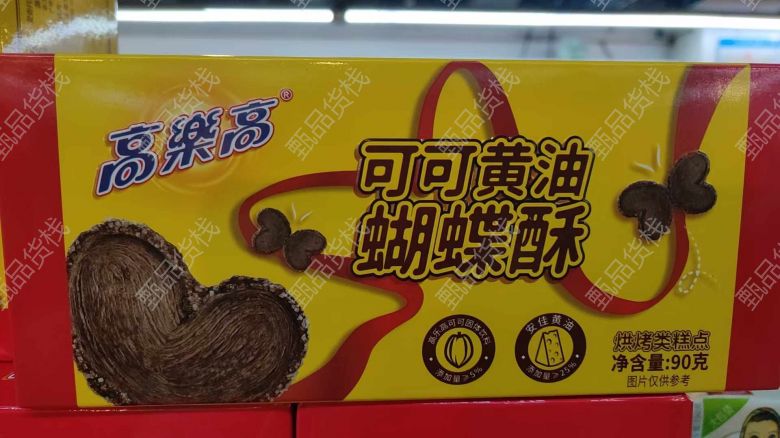 高樂高®
可可黄油
蝴蝶酥
高乐高可可固体饮料
添加量≥5%
安佳黄油
添加量≥25%
烘烤类糕点
净含量:90克
图片仅供参考
甄品货栈